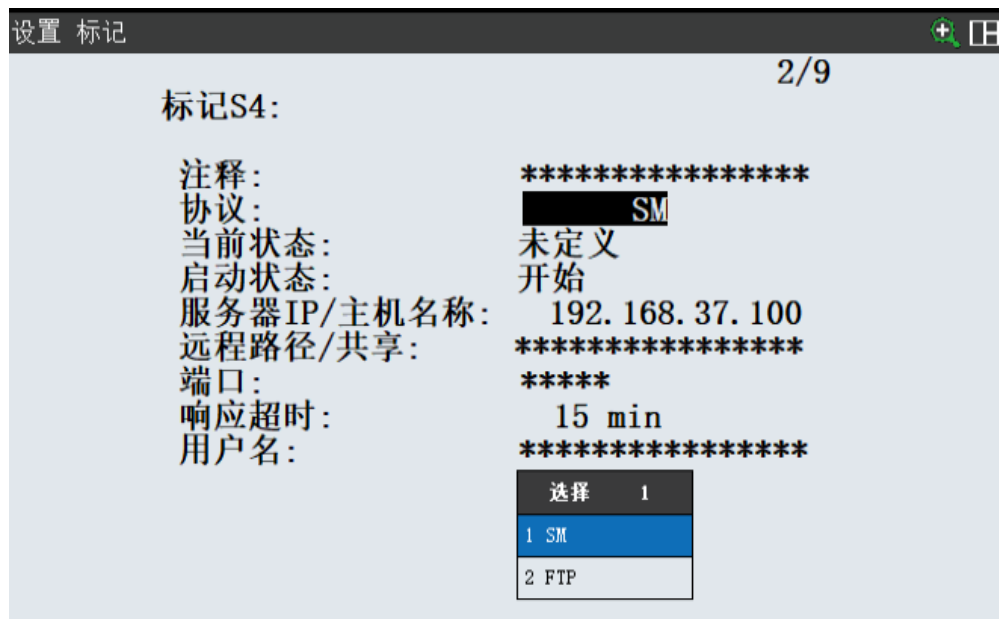 设置 标记
2/9
标记S4:
注释: ****************
协议: SM
当前状态: 未定义
启动状态: 开始
服务器IP/主机名称: 192.168.37.100
远程路径/共享: ****************
端口: *****
响应超时: 15 min
用户名: ****************
选择 1
1 SM
2 FTP